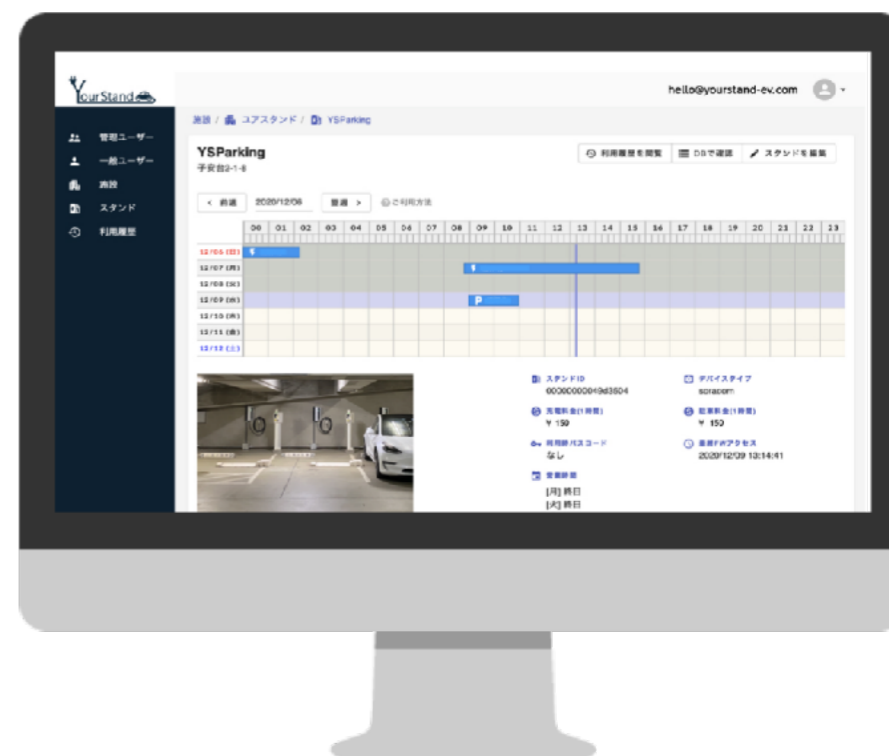 YourStand
hello@yourstand-ev.com
管理ユーザー
一般ユーザー
施設
スタンド
利用履歴
施設 / ユアスタンド / YSParking
YSParking
子安台2-1-8
利用履歴を閲覧
DBで確認
スタンドを編集
< 前週
2020/12/06
翌週 >
ご利用方法
00 01 02 03 04 05 06 07 08 09 10 11 12 13 14 15 16 17 18 19 20 21 22 23
12/06 (日)
12/07 (月)
12/08 (火)
12/09 (水)
P
12/10 (木)
12/11 (金)
12/12 (土)
スタンドID
デバイスタイプ
soracom
充電料金(1時間)
¥ 150
駐車料金(1時間)
¥ 150
利用時パスコード
なし
最終FWアクセス
2020/12/09 13:14:41
営業時間
[月] 終日
[火] 終日